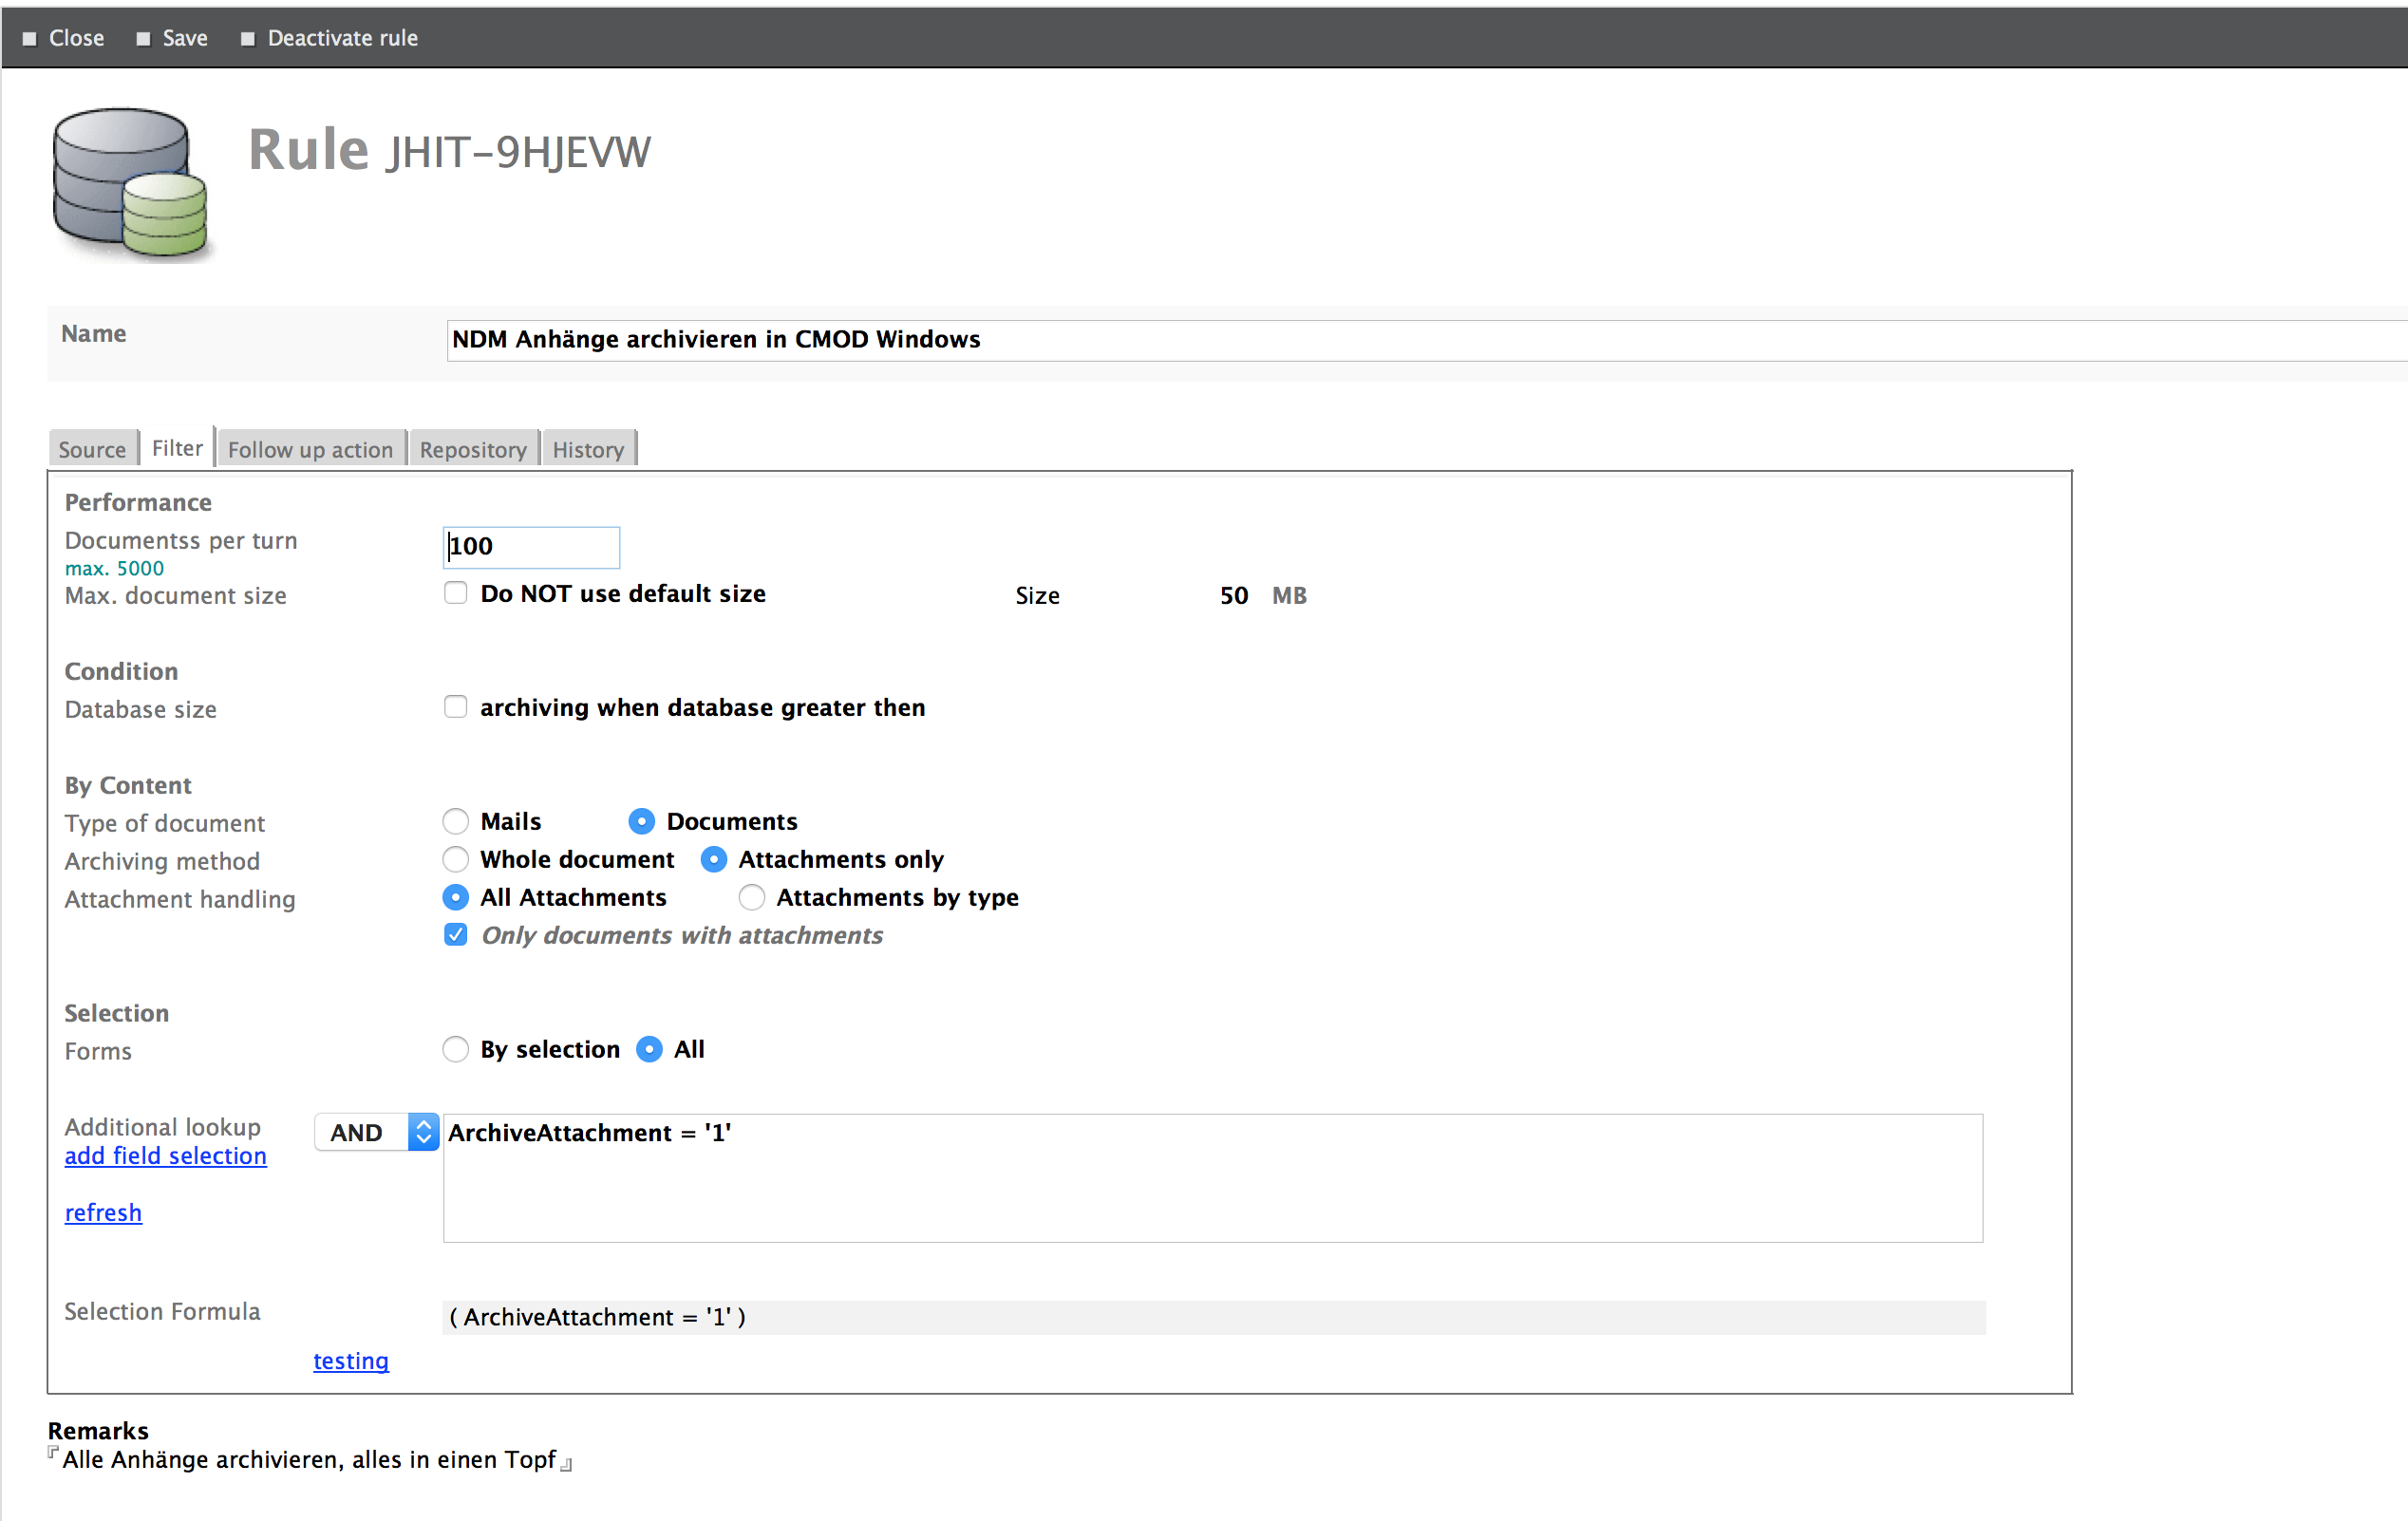 Close Save Deactivate rule
Rule JHIT-9HJEVW
Name NDM Anhänge archivieren in CMOD Windows
Source Filter Follow up action Repository History
Performance
Documentss per turn 100
max. 5000
Max. document size Do NOT use default size Size 50 MB
Condition
Database size archiving when database greater then
By Content
Type of document Mails Documents
Archiving method Whole document Attachments only
Attachment handling All Attachments Attachments by type
Only documents with attachments
Selection
Forms By selection All
Additional lookup AND ArchiveAttachment = '1'
add field selection
refresh
Selection Formula ( ArchiveAttachment = '1' )
testing
Remarks
Alle Anhänge archivieren, alles in einen Topf